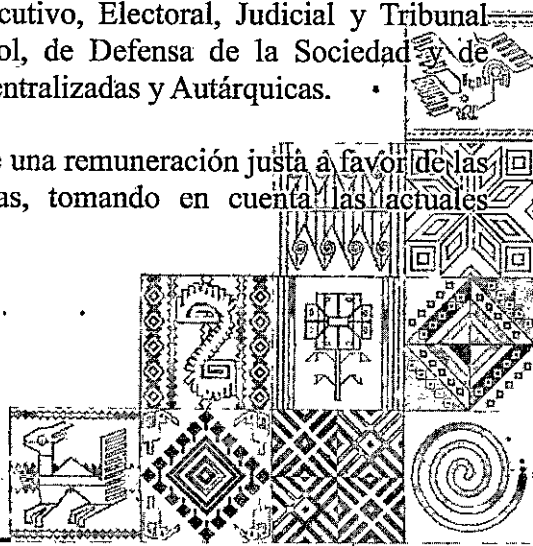 cutivo, Electoral, Judicial y Tribunal
ol, de Defensa de la Sociedad y de
entralizadas y Autárquicas.
e una remuneración justa a favor de las
as, tomando en cuenta las actuales